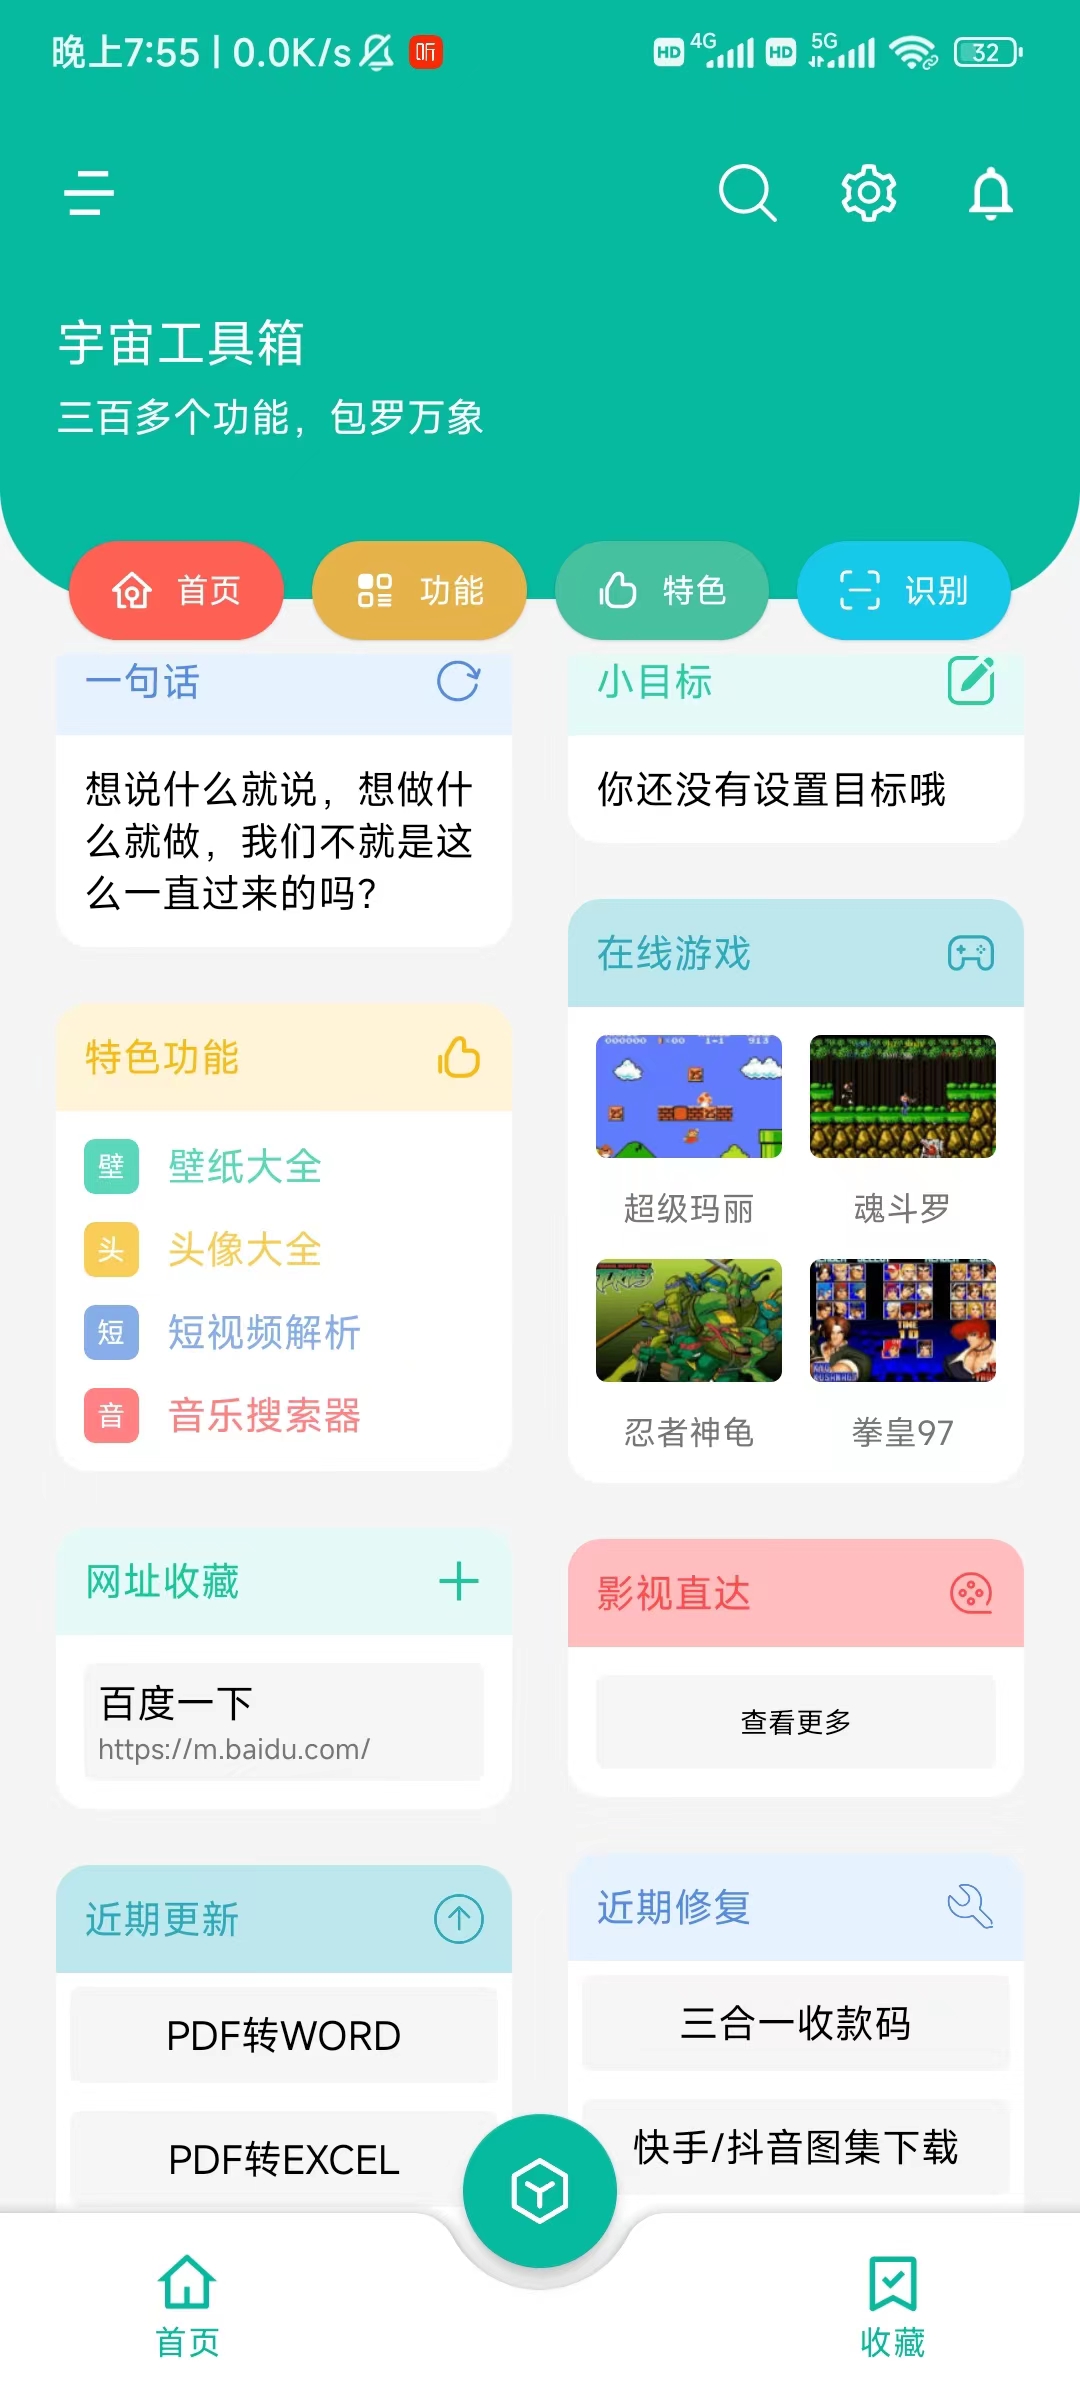 晚上7:55 | 0.0K/s 听 HD 4G HD 5G 32
宇宙工具箱
三百多个功能，包罗万象
首页 功能 特色 识别
一句话
想说什么就说，想做什
么就做，我们不就是这
么一直过来的吗？
小目标
你还没有设置目标哦
在线游戏
超级玛丽 魂斗罗
忍者神龟 拳皇97
特色功能
壁 壁纸大全
头 头像大全
短 短视频解析
音 音乐搜索器
网址收藏
百度一下
https://m.baidu.com/
影视直达
查看更多
近期更新
PDF转WORD
PDF转EXCEL
近期修复
三合一收款码
快手/抖音图集下载
首页 收藏